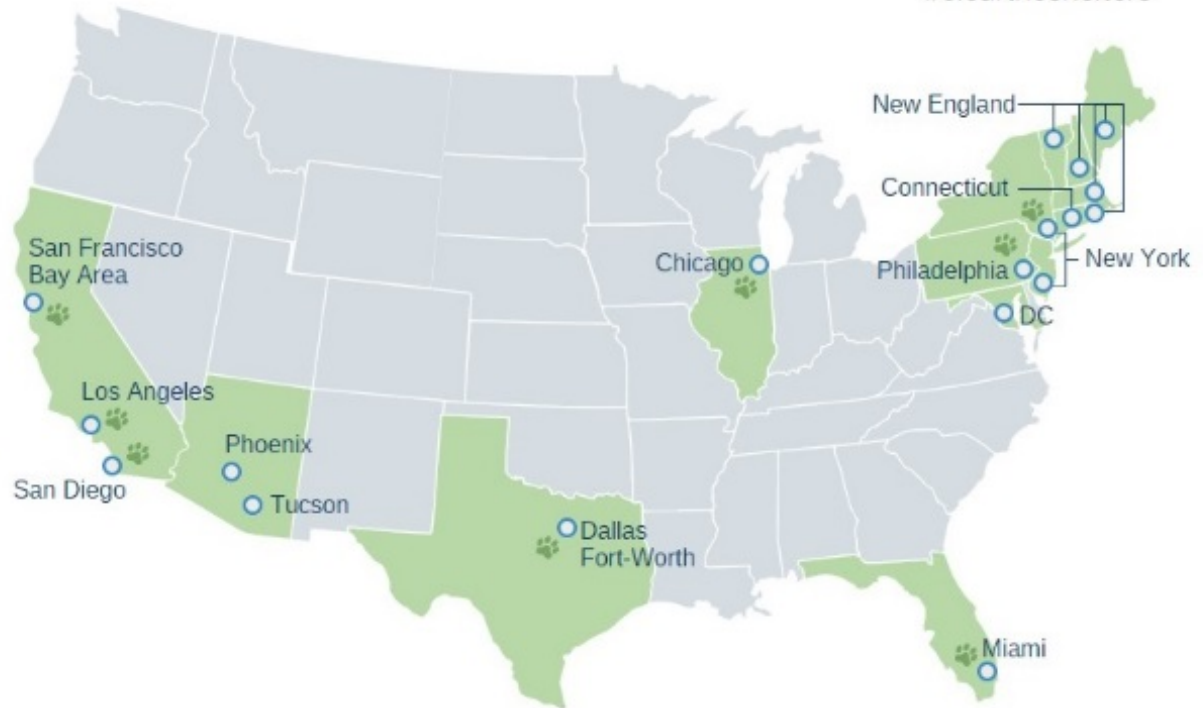 New England
Connecticut
San Francisco
Bay Area
Chicago
Philadelphia
New York
DC
Los Angeles
Phoenix
San Diego
Tucson
Dallas
Fort-Worth
Miami